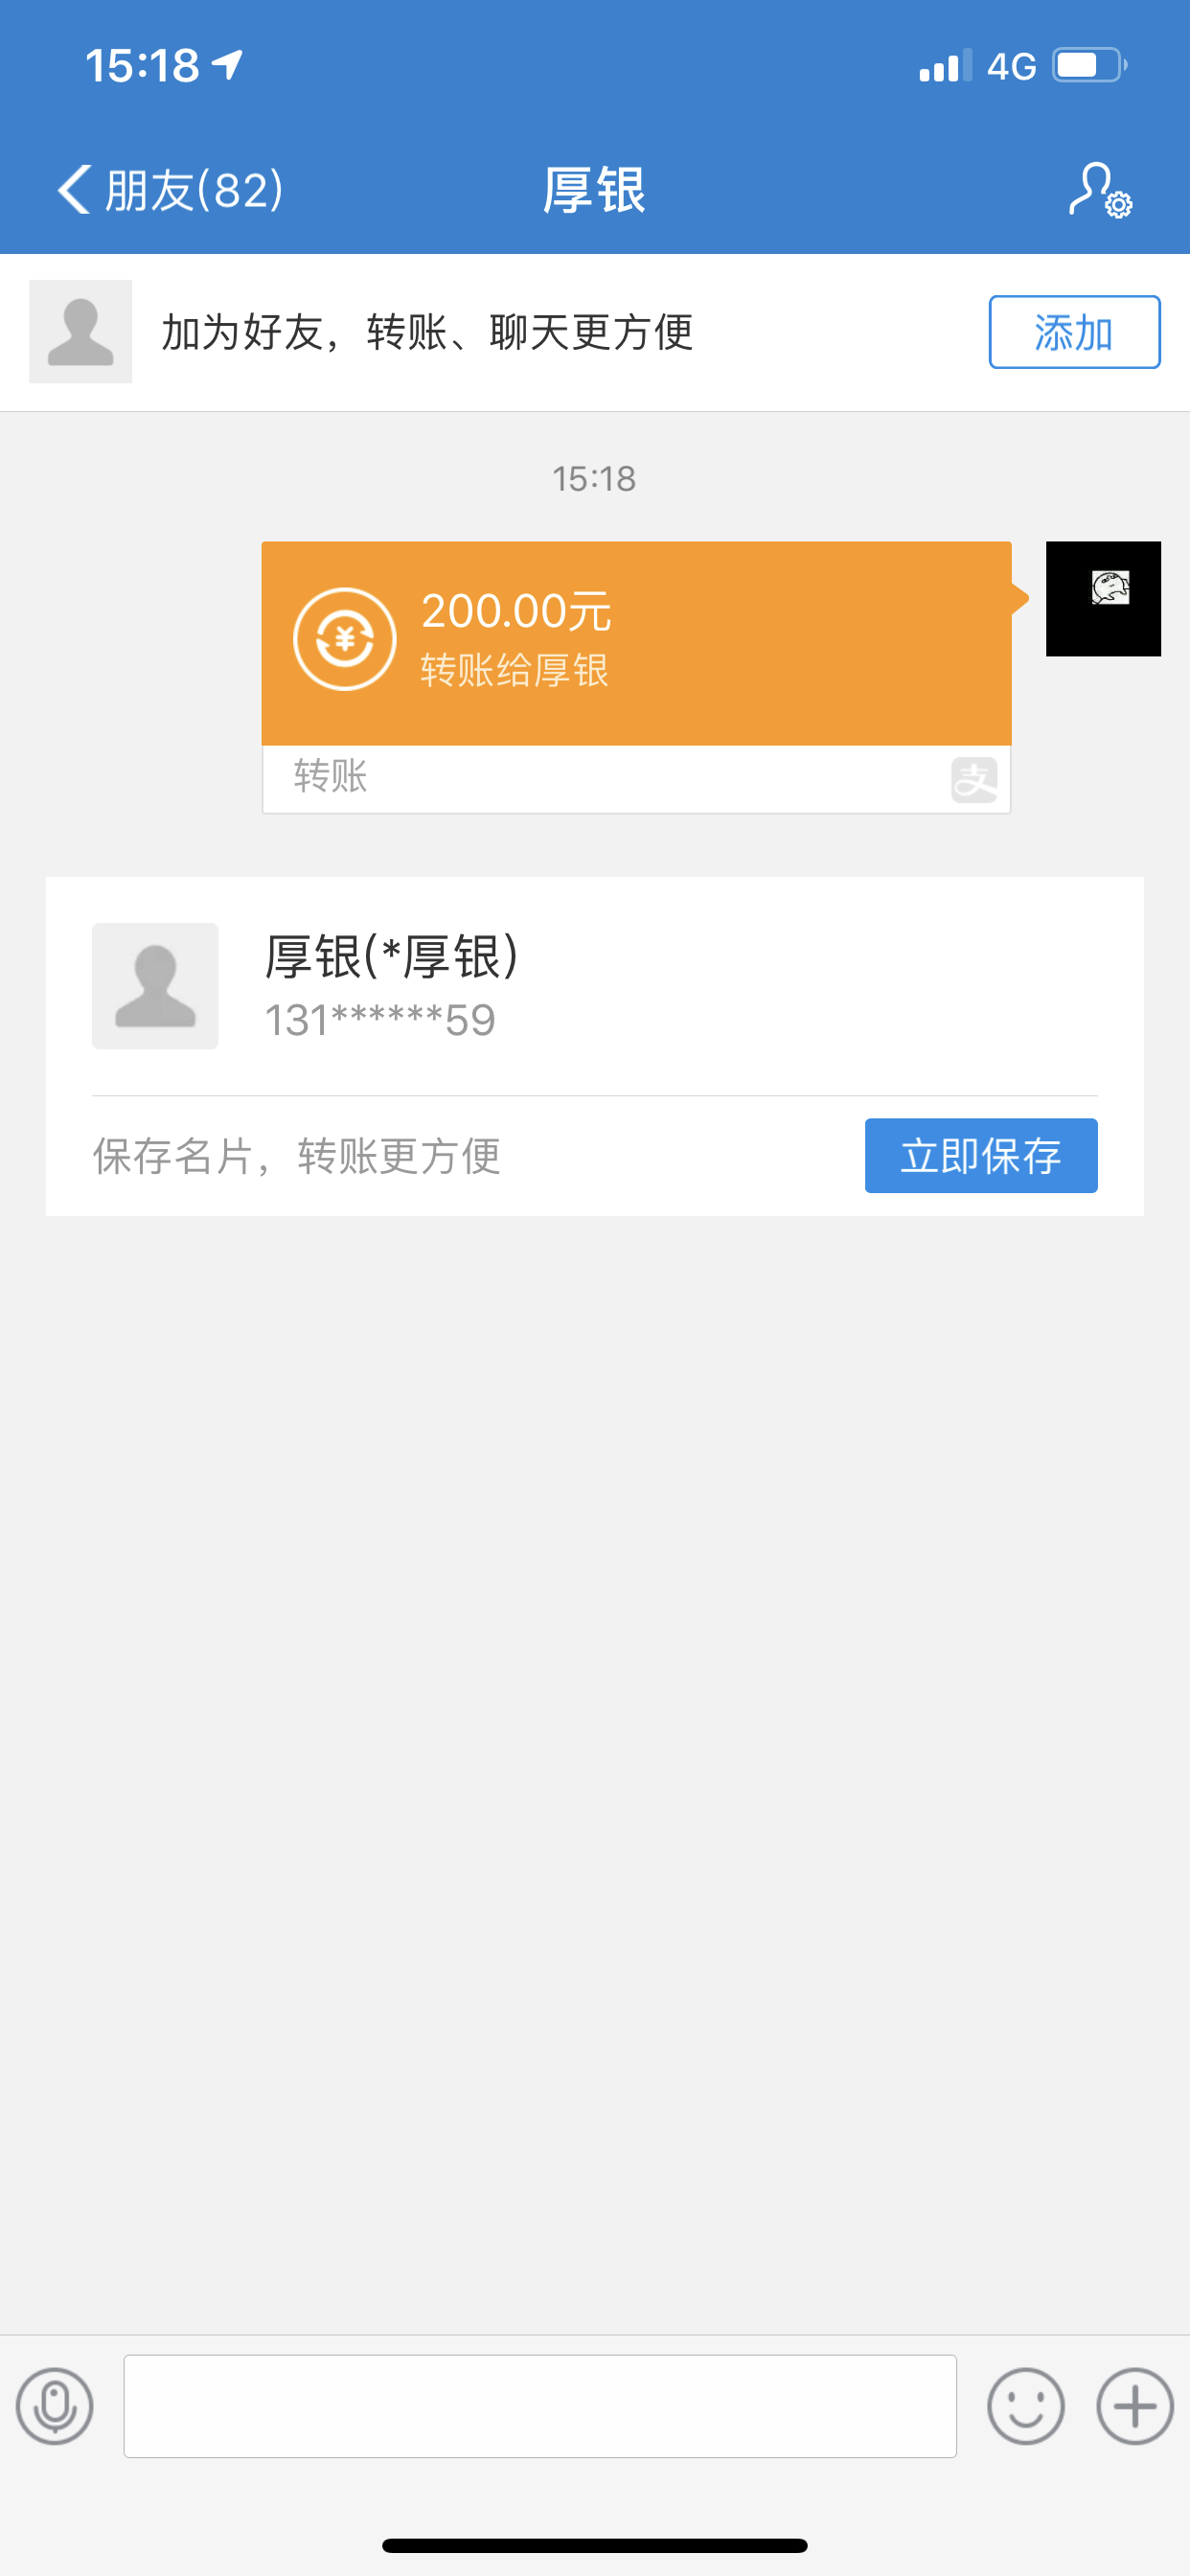 15:18
4G
朋友(82)
厚银
加为好友，转账、聊天更方便
添加
15:18
200.00元
转账给厚银
转账
支
厚银(*厚银)
131******59
保存名片，转账更方便
立即保存